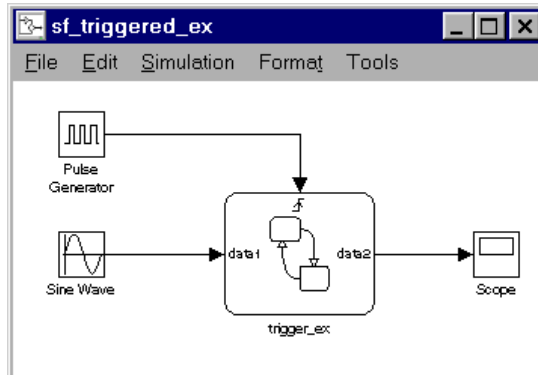 sf_triggered_ex
File Edit Simulation Format Tools
Pulse
Generator
data1
data2
Sine Wave
Scope
trigger_ex